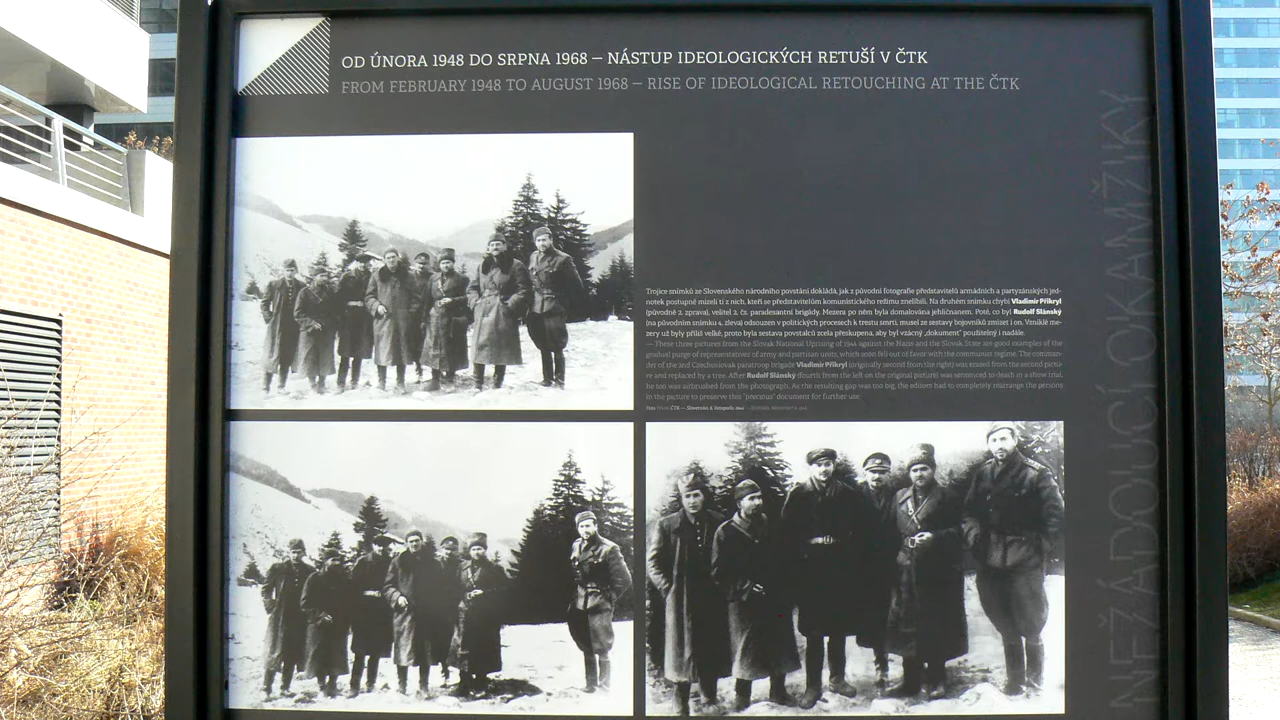 OD ÚNORA 1948 DO SRPNA 1968 — NÁSTUP IDEOLOGICKÝCH RETUŠÍ V ČTK
FROM FEBRUARY 1948 TO AUGUST 1968 — RISE OF IDEOLOGICAL RETOUCHING AT THE ČTK
Trojice snímků ze Slovenského národního povstání dokládá, jak z původní fotografie představitelů armádních a partyzánských jed-
notek postupně mizeli ti z nich, kteří se představitelům komunistického režimu znelíbili. Na druhém snímku chybí Vladimír Přikryl
(původně 2. zprava), velitel 2. čs. paradesantní brigády. Mezera po něm byla domalována jehličnanem. Poté, co byl Rudolf Slánský
(na původním snímku 4. zleva) odsouzen v politických procesech k trestu smrti, musel ze sestavy bojovníků zmizet i on. Vzniklé me-
zery už byly příliš velké, proto byla sestava povstalců zcela přeskupena, aby byl vzácný „dokument" použitelný i nadále.
— These three pictures from the Slovak National Uprising of 1944 against the Nazis and the Slovak State are good examples of the
gradual purge of representatives of army and partisan units, which soon fell out of favor with the communist regime. The comman-
der of the 2nd Czechoslovak paratroop brigade Vladimír Přikryl (originally second from the right) was erased from the second pictu-
re and replaced by a tree. After Rudolf Slánský (fourth from the left on the original picture) was sentenced to death in a show trial,
he too was airbrushed from the photograph. As the resulting gap was too big, the editors had to completely rearrange the persons
in the picture to preserve this "precious" document for further use.
NEŽÁDOUCÍ OKAMŽIKY